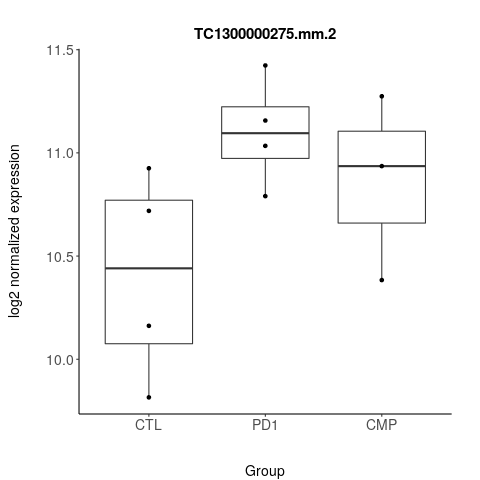 TC1300000275.mm.2
11.5
11.0
10.5
10.0
log2 normalized expression
CTL PD1 CMP
Group